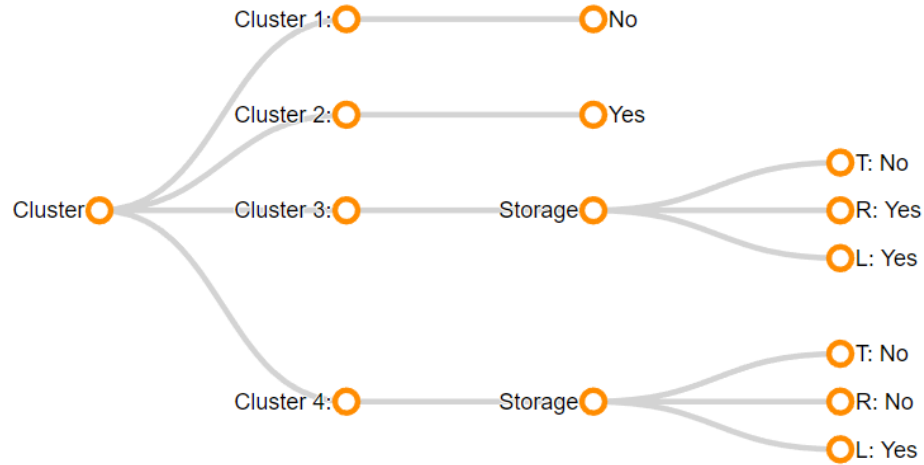 Cluster 1:
No
Cluster 2:
Yes
T: No
Cluster
Cluster 3:
Storage
R: Yes
L: Yes
T: No
Cluster 4:
Storage
R: No
L: Yes